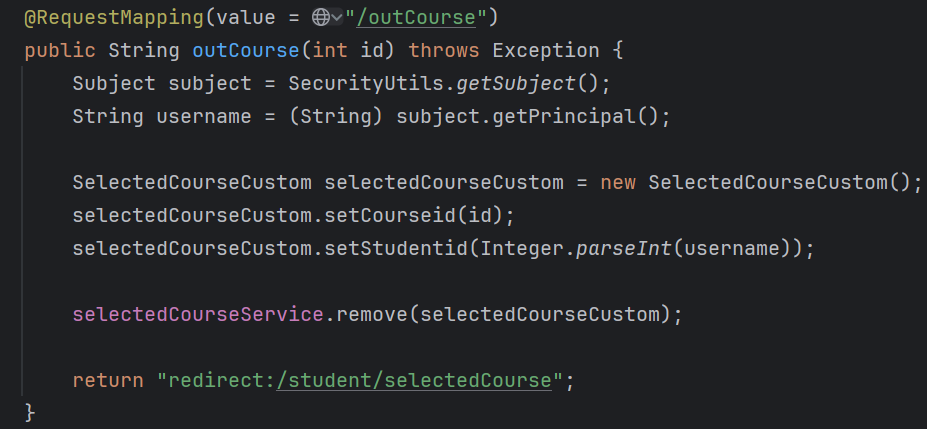 @RequestMapping(value = "/outCourse")
public String outCourse(int id) throws Exception {
    Subject subject = SecurityUtils.getSubject();
    String username = (String) subject.getPrincipal();

    SelectedCourseCustom selectedCourseCustom = new SelectedCourseCustom();
    selectedCourseCustom.setCourseid(id);
    selectedCourseCustom.setStudentid(Integer.parseInt(username));

    selectedCourseService.remove(selectedCourseCustom);

    return "redirect:/student/selectedCourse";
}